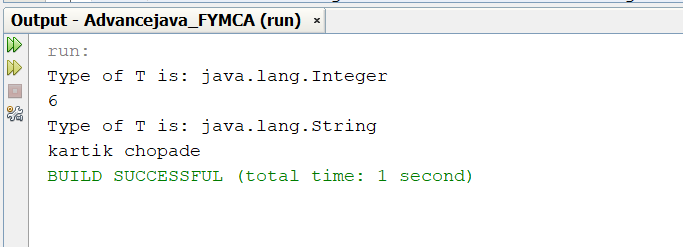 Output - Advancejava_FYMCA (run) ×
run:
Type of T is: java.lang.Integer
6
Type of T is: java.lang.String
kartik chopade
BUILD SUCCESSFUL (total time: 1 second)